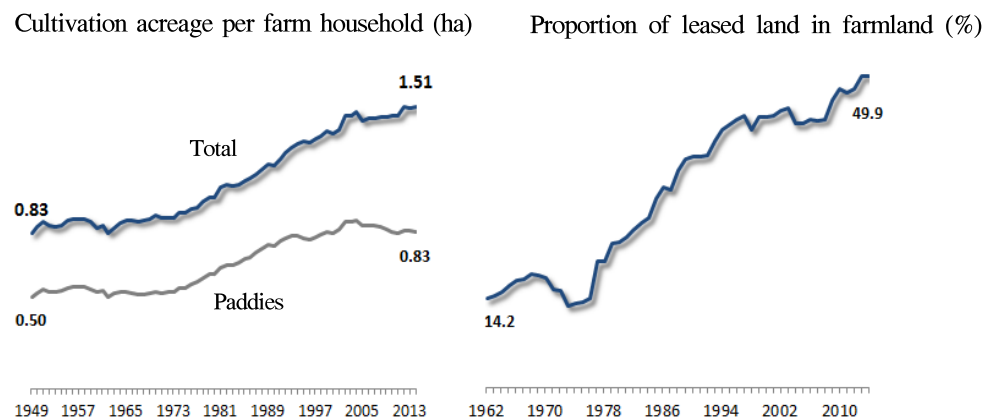 Cultivation acreage per farm household (ha)
Proportion of leased land in farmland (%)
1.51
Total
0.83
0.83
Paddies
0.50
1949 1957 1965 1973 1981 1989 1997 2005 2013
49.9
14.2
1962 1970 1978 1986 1994 2002 2010